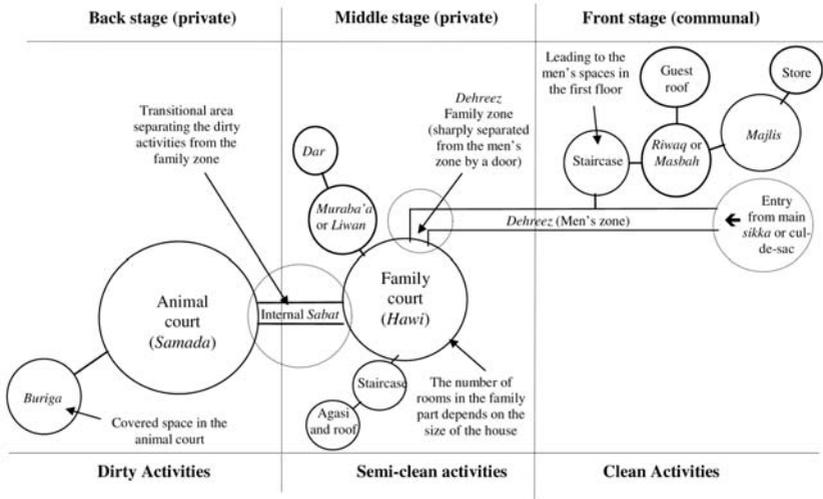 Back stage (private)
Middle stage (private)
Front stage (communal)
Transitional area
separating the dirty
activities from the
family zone
Animal
court
(Samada)
Internal Sabat
Buriga
Covered space in the
animal court
Dar
Muraba'a
or Liwan
Dehreez
Family zone
(sharply separated
from the men's
zone by a door)
Family
court
(Hawi)
Staircase
Agasi
and roof
The number of
rooms in the family
part depends on the
size of the house
Leading to the
men's spaces in
the first floor
Guest
roof
Store
Staircase
Riwaq or
Masbah
Majlis
Dehreez (Men's zone)
Entry
from main
sikka or cul-
de-sac
Dirty Activities
Semi-clean activities
Clean Activities